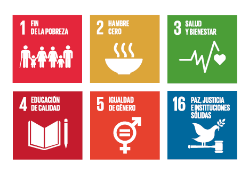 1 FIN
DE LA POBREZA
2 HAMBRE
CERO
3 SALUD
Y BIENESTAR
4 EDUCACIÓN
DE CALIDAD
5 IGUALDAD
DE GÉNERO
16 PAZ, JUSTICIA
E INSTITUCIONES
SÓLIDAS